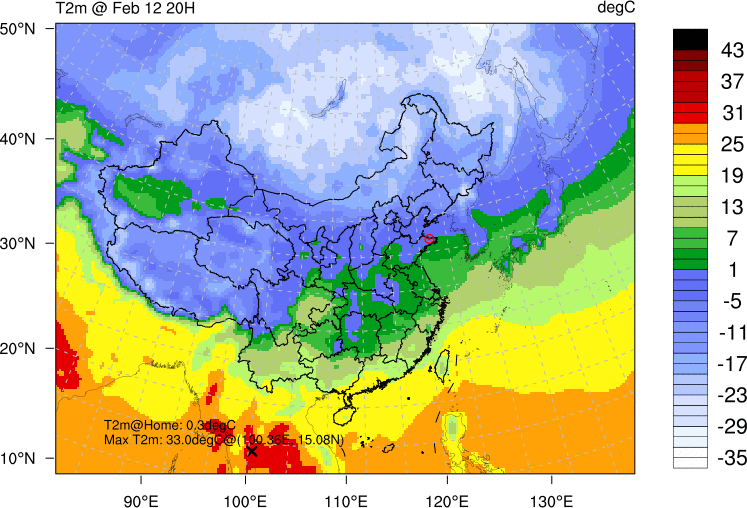 T2m @ Feb 12 20H
degC
50°N
40°N
30°N
20°N
10°N
90°E
100°E
110°E
120°E
130°E
T2m@Home: 0.3degC
Max T2m: 33.0degC@(100.36E, 15.08N)
43
37
31
25
19
13
7
1
-5
-11
-17
-23
-29
-35